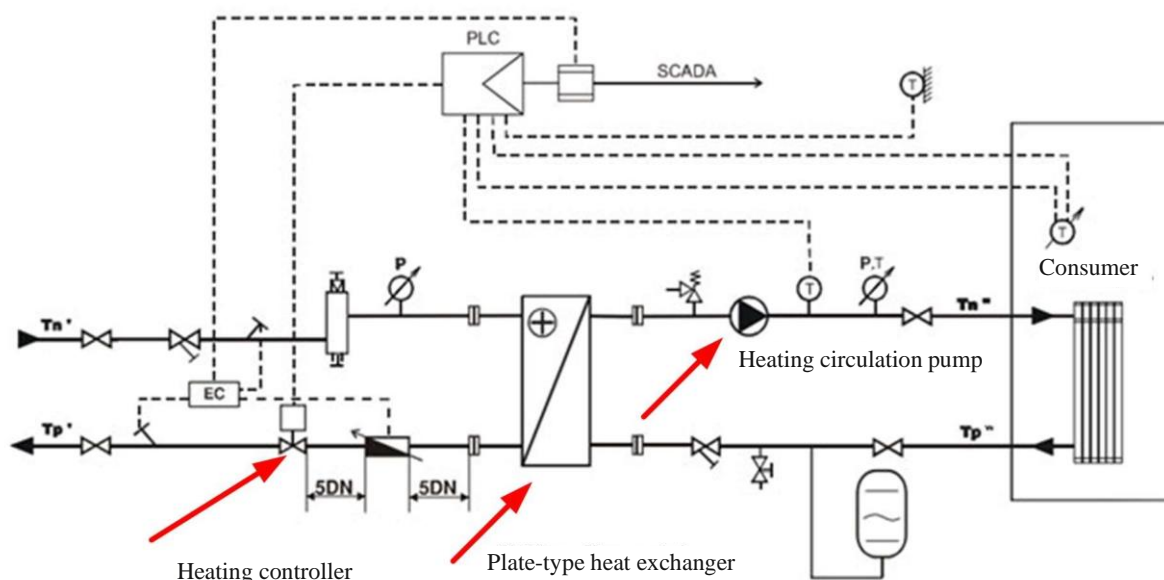 PLC
SCADA
T
T
Consumer
P
P.T
T
Tn '
Tn "
Heating circulation pump
EC
Tp '
Tp "
5DN
5DN
Heating controller
Plate-type heat exchanger